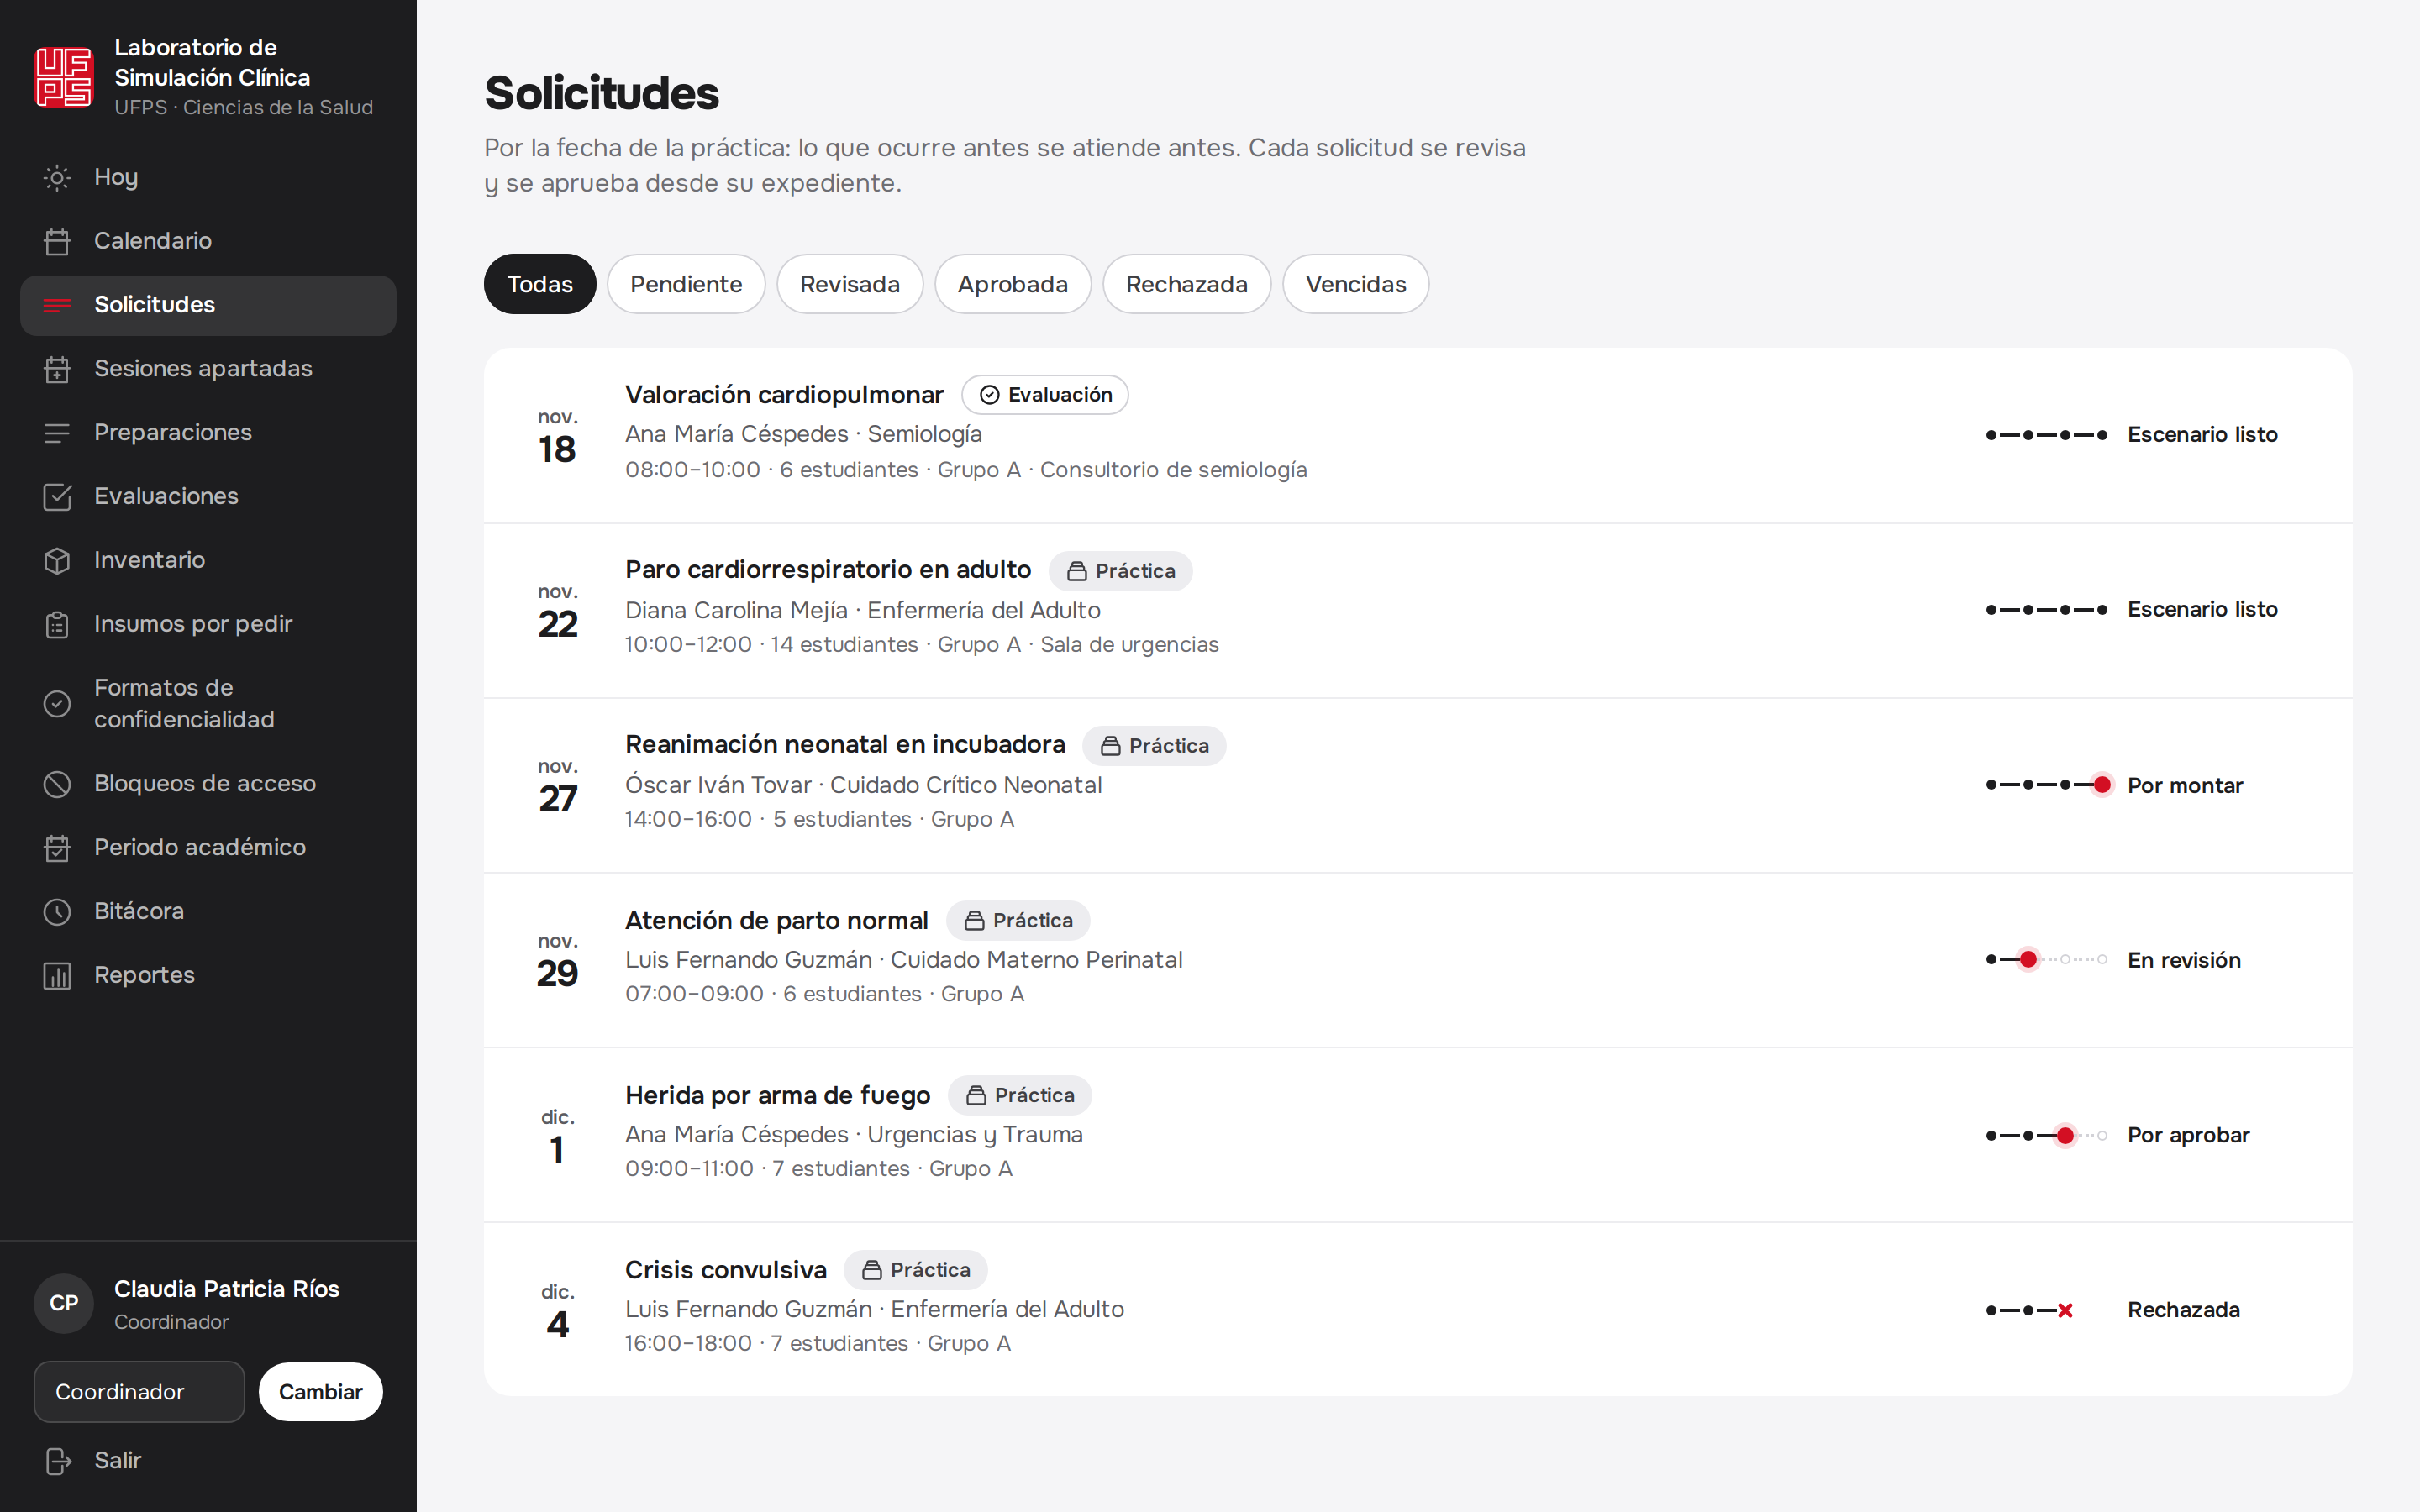 UFPS
Laboratorio de
Simulación Clínica
UFPS · Ciencias de la Salud
Hoy
Calendario
Solicitudes
Sesiones apartadas
Preparaciones
Evaluaciones
Inventario
Insumos por pedir
Formatos de
confidencialidad
Bloqueos de acceso
Periodo académico
Bitácora
Reportes
CP
Claudia Patricia Ríos
Coordinador
Coordinador
Cambiar
Salir
Solicitudes
Por la fecha de la práctica: lo que ocurre antes se atiende antes. Cada solicitud se revisa
y se aprueba desde su expediente.
Todas Pendiente Revisada Aprobada Rechazada Vencidas
nov.
18
Valoración cardiopulmonar Evaluación
Ana María Céspedes · Semiología
08:00–10:00 · 6 estudiantes · Grupo A · Consultorio de semiología
Escenario listo
nov.
22
Paro cardiorrespiratorio en adulto Práctica
Diana Carolina Mejía · Enfermería del Adulto
10:00–12:00 · 14 estudiantes · Grupo A · Sala de urgencias
Escenario listo
nov.
27
Reanimación neonatal en incubadora Práctica
Óscar Iván Tovar · Cuidado Crítico Neonatal
14:00–16:00 · 5 estudiantes · Grupo A
Por montar
nov.
29
Atención de parto normal Práctica
Luis Fernando Guzmán · Cuidado Materno Perinatal
07:00–09:00 · 6 estudiantes · Grupo A
En revisión
dic.
1
Herida por arma de fuego Práctica
Ana María Céspedes · Urgencias y Trauma
09:00–11:00 · 7 estudiantes · Grupo A
Por aprobar
dic.
4
Crisis convulsiva Práctica
Luis Fernando Guzmán · Enfermería del Adulto
16:00–18:00 · 7 estudiantes · Grupo A
Rechazada